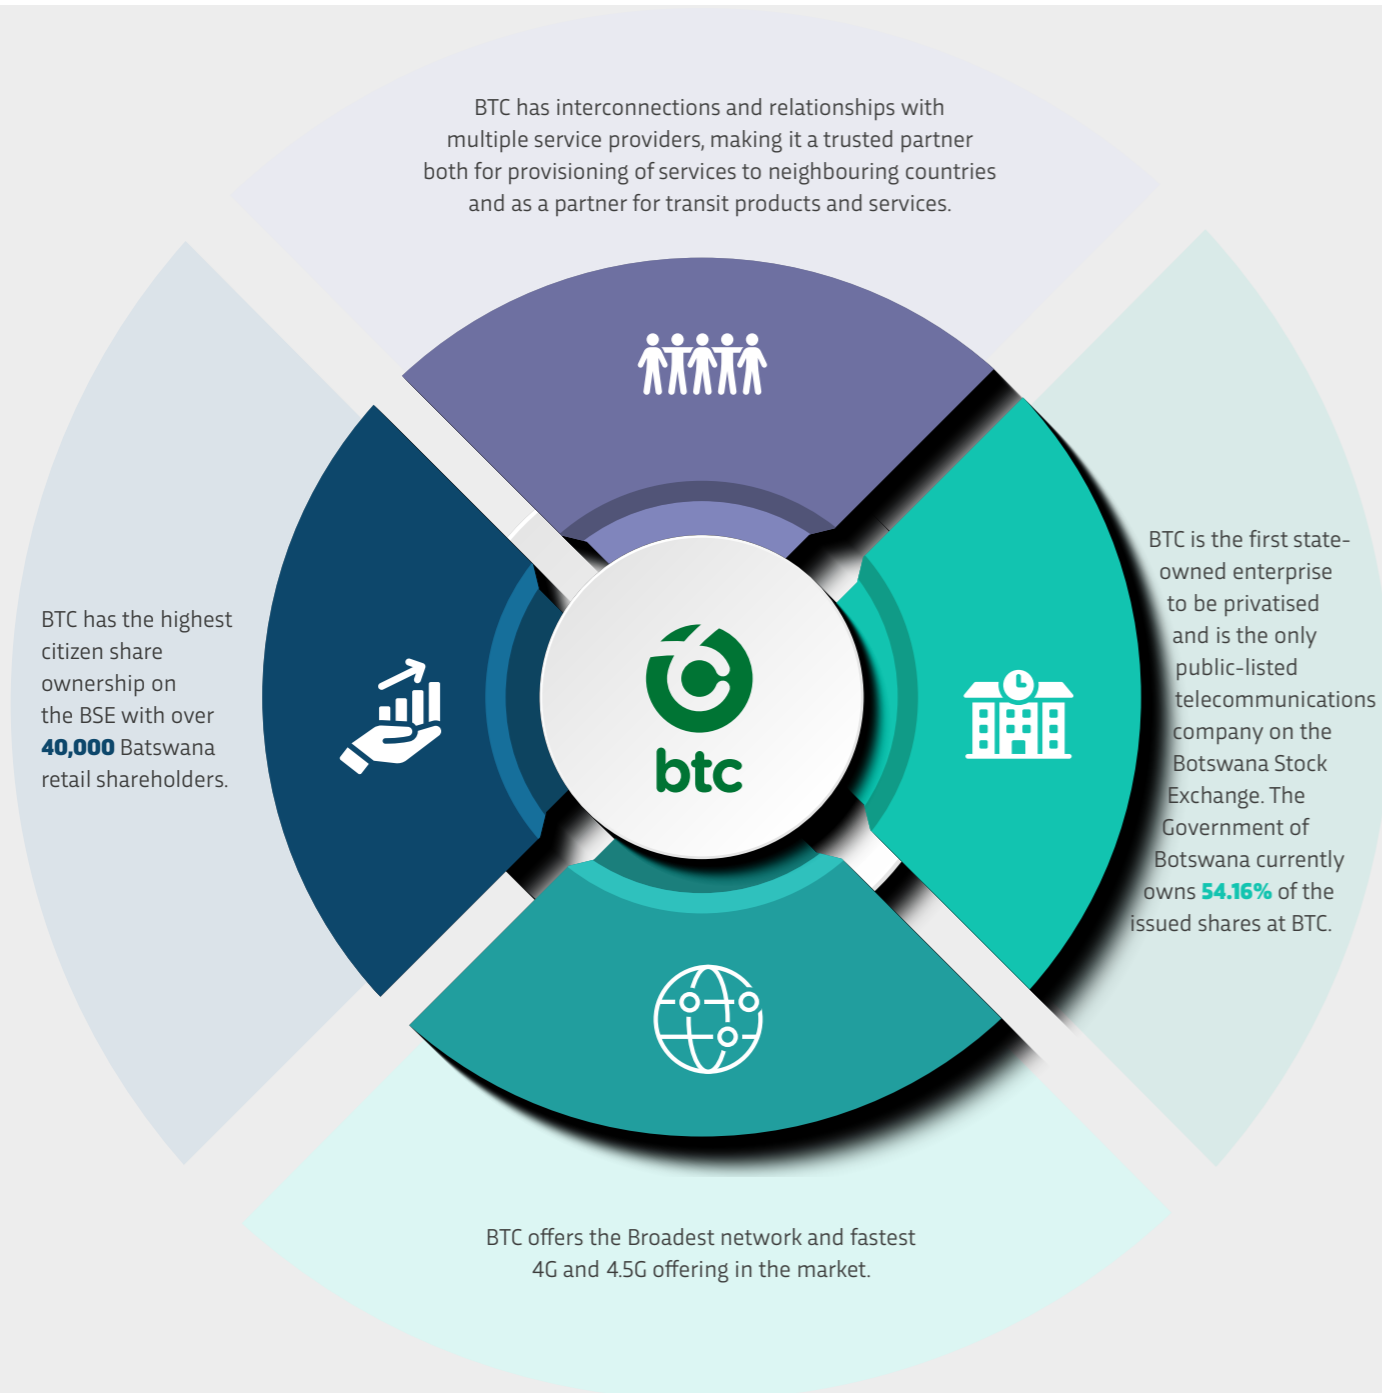 BTC has interconnections and relationships with
multiple service providers, making it a trusted partner
both for provisioning of services to neighbouring countries
and as a partner for transit products and services.
BTC is the first state-
owned enterprise
to be privatised
and is the only
public-listed
telecommunications
company on the
Botswana Stock
Exchange. The
Government of
Botswana currently
owns 54.16% of the
issued shares at BTC.
BTC has the highest
citizen share
ownership on
the BSE with over
40,000 Batswana
retail shareholders.
btc
BTC offers the Broadest network and fastest
4G and 4.5G offering in the market.